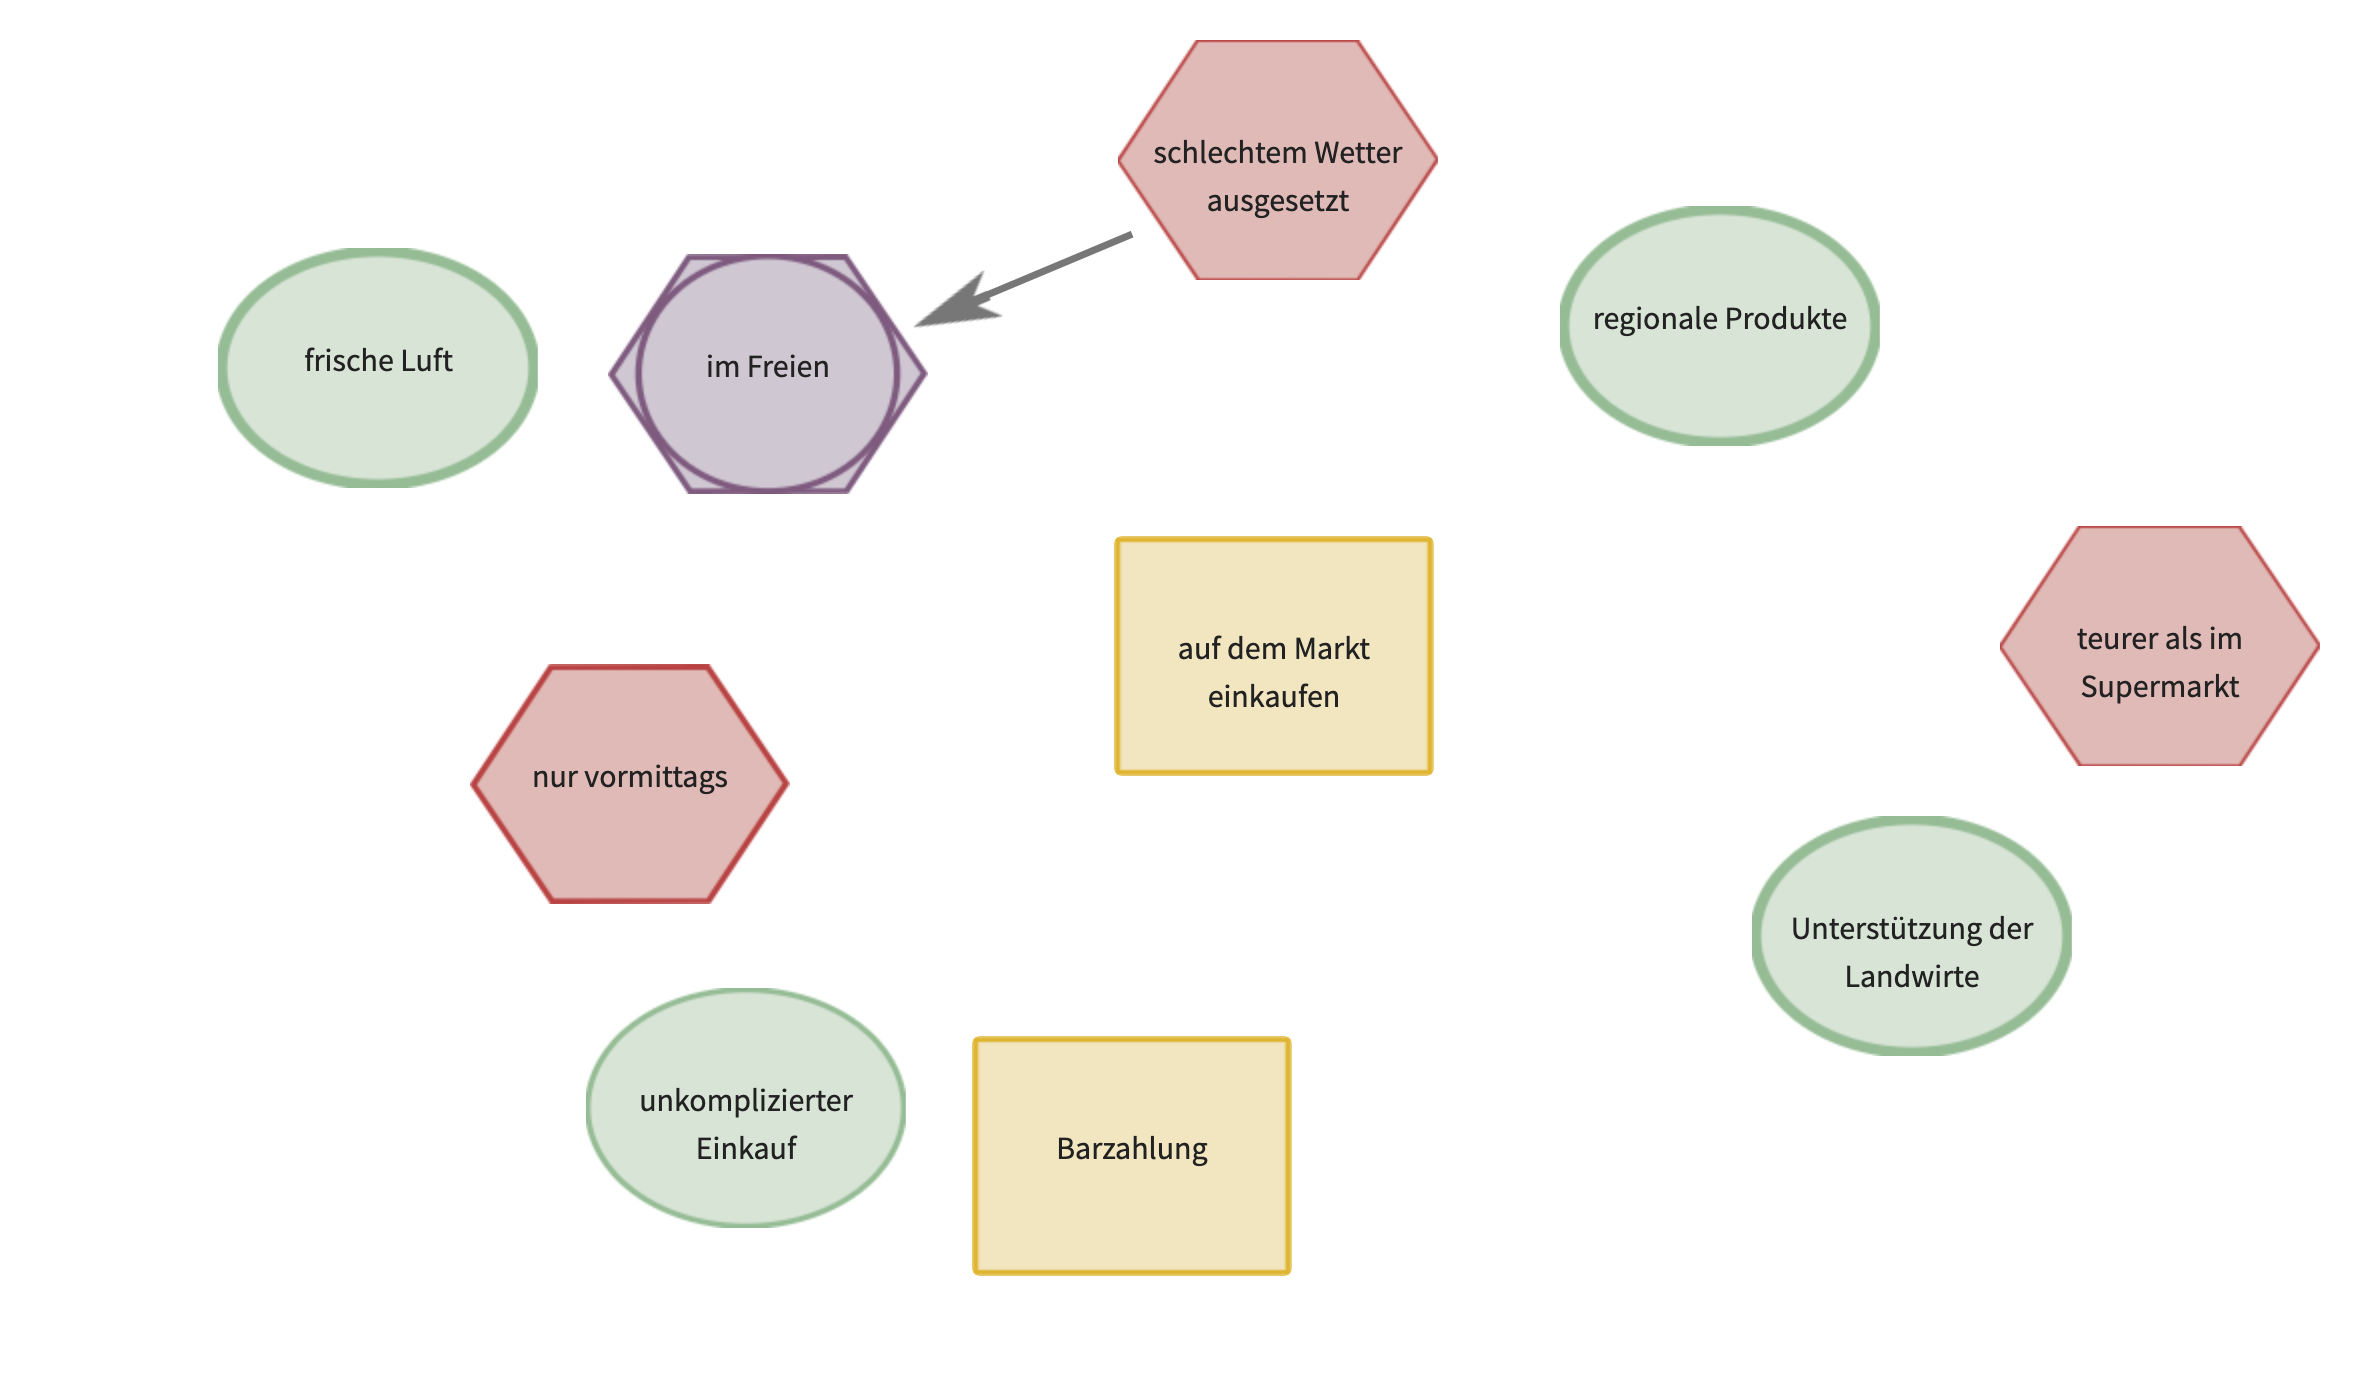 schlechtem Wetter
ausgesetzt
regionale Produkte
frische Luft
im Freien
auf dem Markt
einkaufen
teurer als im
Supermarkt
nur vormittags
Unterstützung der
Landwirte
unkomplizierter
Einkauf
Barzahlung